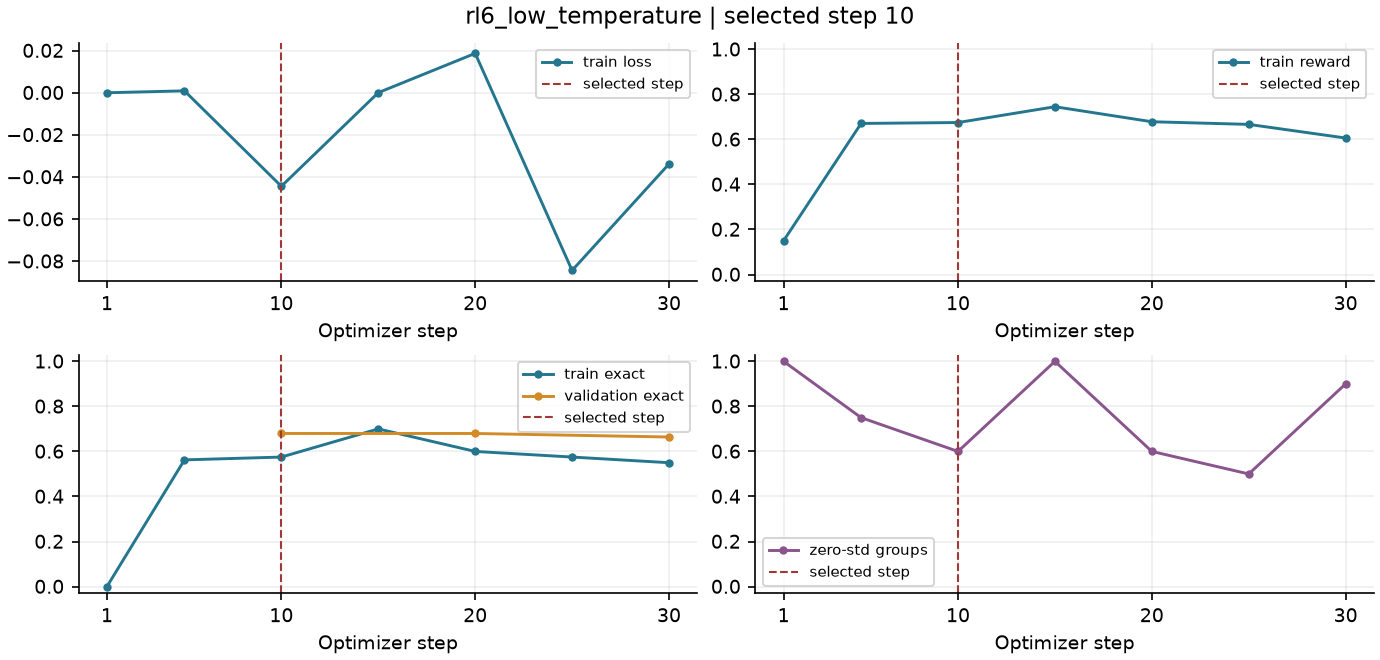 rl6_low_temperature | selected step 10
0.02
0.00
−0.02
−0.04
−0.06
−0.08
train loss
selected step
1
10
20
30
Optimizer step
1.0
0.8
0.6
0.4
0.2
0.0
train reward
selected step
1
10
20
30
Optimizer step
1.0
0.8
0.6
0.4
0.2
0.0
train exact
validation exact
selected step
1
10
20
30
Optimizer step
1.0
0.8
0.6
0.4
0.2
0.0
zero-std groups
selected step
1
10
20
30
Optimizer step